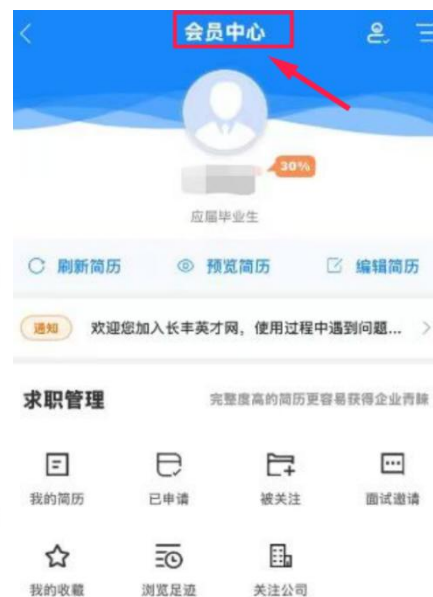 会员中心
30%
应届毕业生
刷新简历 预览简历 编辑简历
通知 欢迎您加入长丰英才网，使用过程中遇到问题...
求职管理 完整度高的简历更容易获得企业青睐
我的简历 已申请 被关注 面试邀请
我的收藏 浏览足迹 关注公司